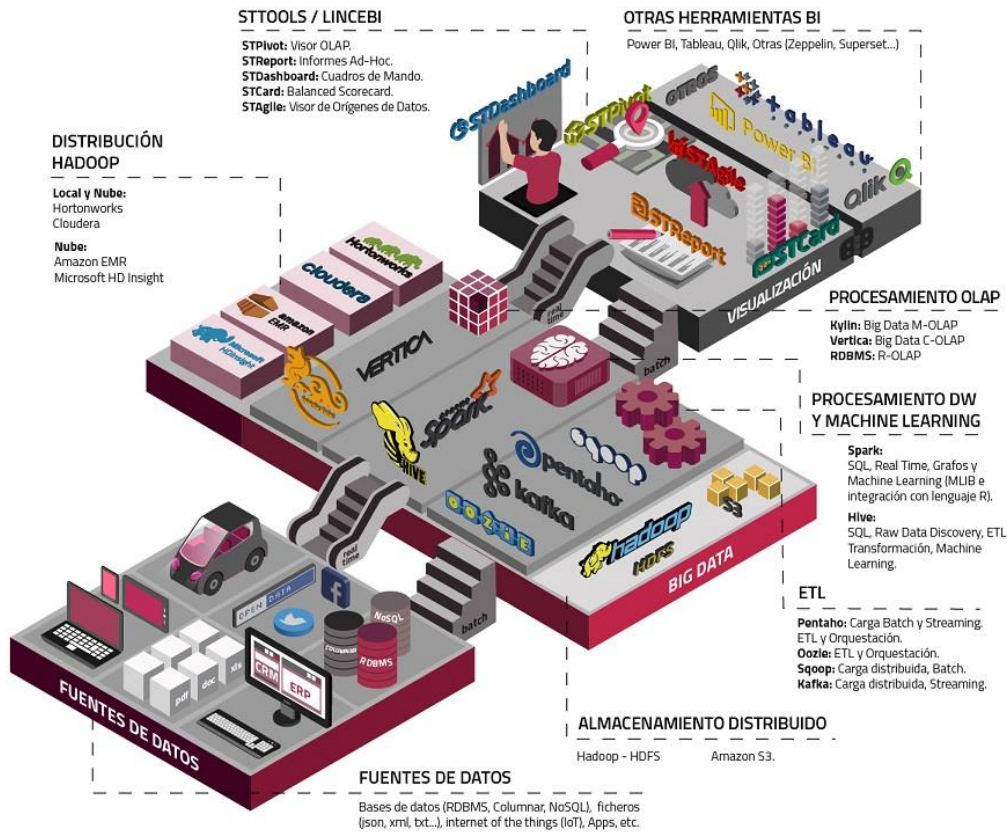 STTOOLS / LINCEBI
STPivot: Visor OLAP.
STReport: Informes Ad-Hoc.
STDashboard: Cuadros de Mando.
STCard: Balanced Scorecard.
STAgile: Visor de Orígenes de Datos.
OTRAS HERRAMIENTAS BI
Power BI, Tableau, Qlik, Otras (Zeppelin, Superset...)
DISTRIBUCIÓN
HADOOP
Local y Nube:
Hortonworks
Cloudera
Nube:
Amazon EMR
Microsoft HD Insight
STDashboard
STPivot
OTROS
tableau
Power BI
Qlik
STAgile
STReport
STCard
VISUALIZACIÓN
Hortonworks
cloudera
amazon
EMR
Microsoft
HDInsight
real
time
batch
VERTICA
PROCESAMIENTO OLAP
Kylin: Big Data M-OLAP
Vertica: Big Data C-OLAP
RDBMS: R-OLAP
PROCESAMIENTO DW
Y MACHINE LEARNING
Spark:
SQL, Real Time, Grafos y
Machine Learning (MLIB e
integración con lenguaje R).
Hive:
SQL, Raw Data Discovery, ETL
Transformación, Machine
Learning.
HIVE
APACHE
Spark
sqoop
pentaho
kafka
OOZIE
S3
hadoop
HDFS
BIG DATA
real
time
batch
ETL
Pentaho: Carga Batch y Streaming.
ETL y Orquestación.
Oozie: ETL y Orquestación.
Sqoop: Carga distribuida, Batch.
Kafka: Carga distribuida, Streaming.
OPEN DATA
f
NoSQL
COLUMNAR
RDBMS
pdf
doc
xls
CRM
ERP
FUENTES DE DATOS
ALMACENAMIENTO DISTRIBUIDO
Hadoop - HDFS
Amazon S3.
FUENTES DE DATOS
Bases de datos (RDBMS, Columnar, NoSQL), ficheros
(json, xml, txt...), internet of the things (IoT), Apps, etc.